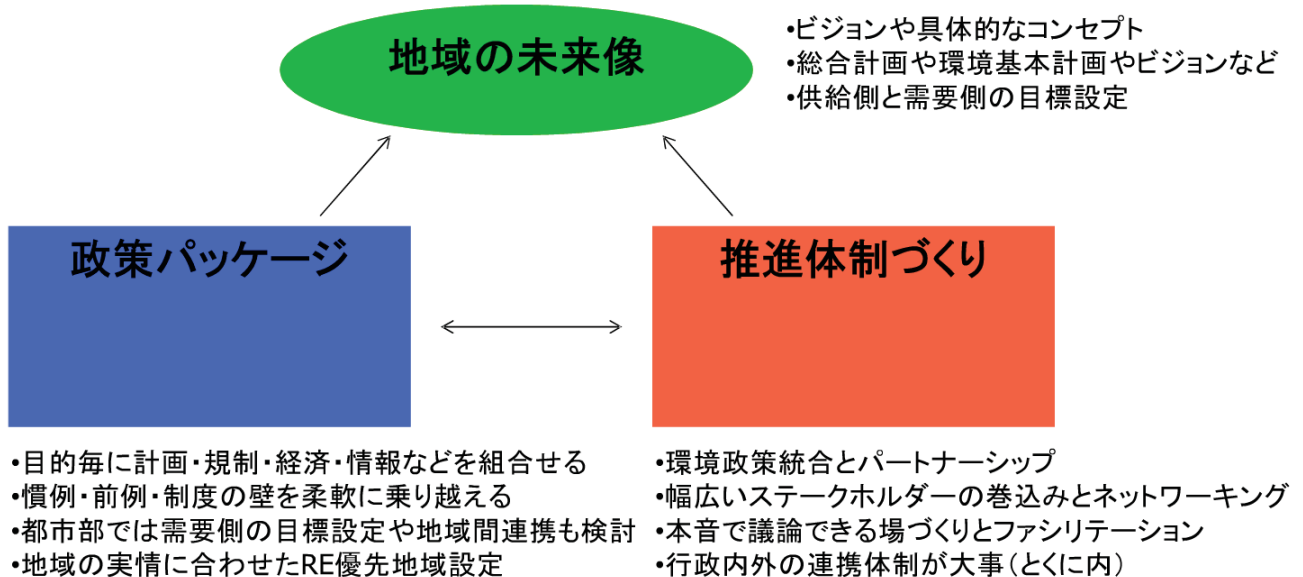 地域の未来像
•ビジョンや具体的なコンセプト
•総合計画や環境基本計画やビジョンなど
•供給側と需要側の目標設定
政策パッケージ
推進体制づくり
•目的毎に計画・規制・経済・情報などを組合せる
•慣例・前例・制度の壁を柔軟に乗り越える
•都市部では需要側の目標設定や地域間連携も検討
•地域の実情に合わせたRE優先地域設定
•環境政策統合とパートナーシップ
•幅広いステークホルダーの巻込みとネットワーキング
•本音で議論できる場づくりとファシリテーション
•行政内外の連携体制が大事（とくに内）